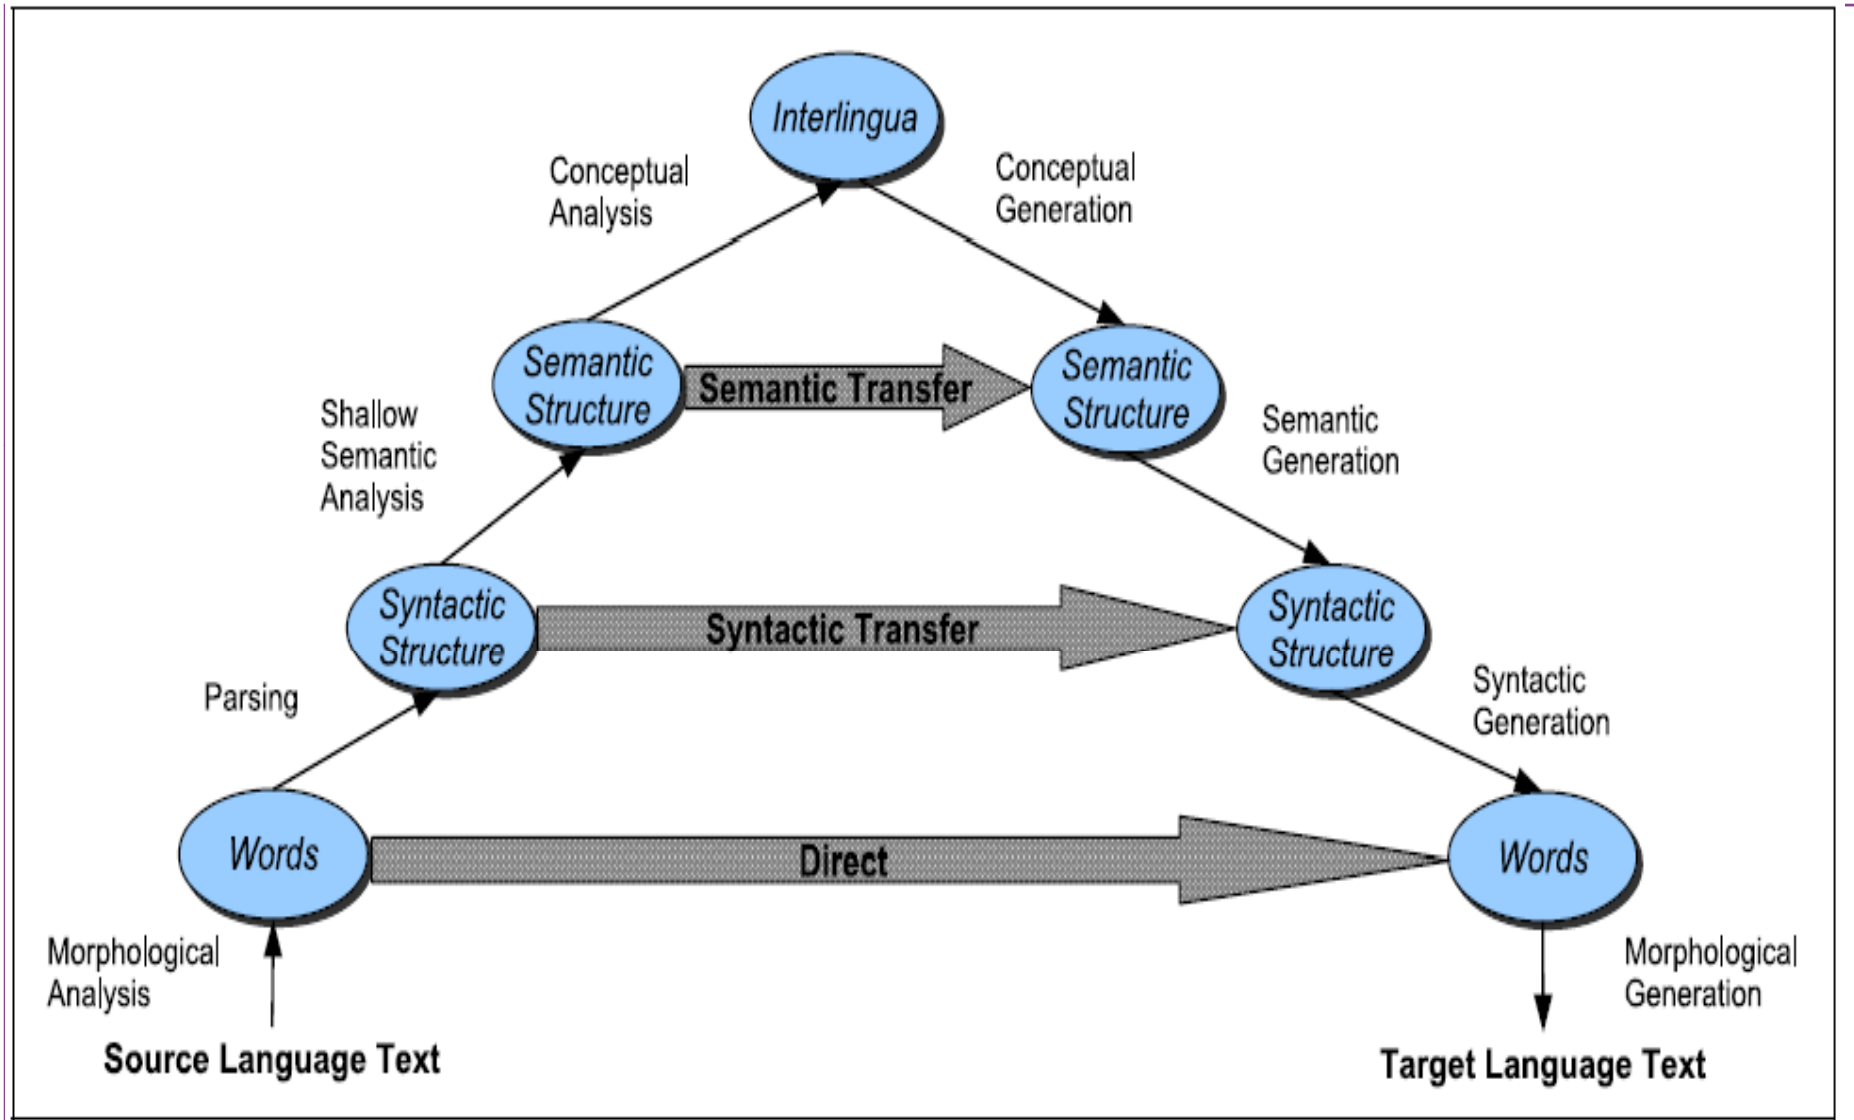 Interlingua
Conceptual
Analysis
Conceptual
Generation
Semantic
Structure
Semantic Transfer
Semantic
Structure
Shallow
Semantic
Analysis
Semantic
Generation
Syntactic
Structure
Syntactic Transfer
Syntactic
Structure
Parsing
Syntactic
Generation
Words
Direct
Words
Morphological
Analysis
Morphological
Generation
Source Language Text
Target Language Text